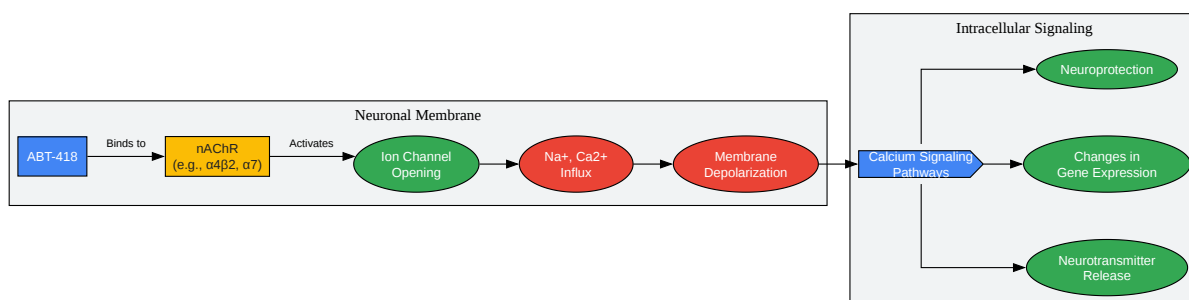 Intracellular Signaling
Neuroprotection
Neuronal Membrane
ABT-418
Binds to
nAChR
(e.g., α4β2, α7)
Activates
Ion Channel
Opening
Na+, Ca2+
Influx
Membrane
Depolarization
Calcium Signaling
Pathways
Changes in
Gene Expression
Neurotransmitter
Release